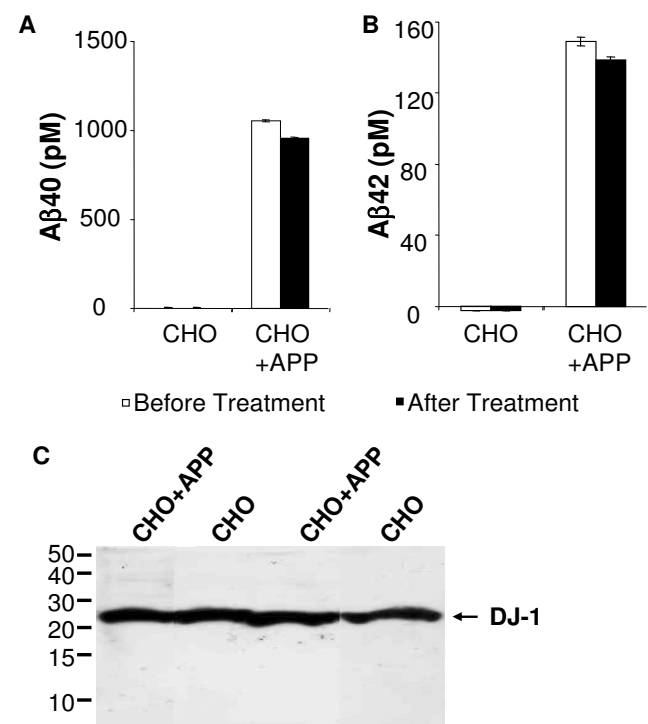 A
1500
1000
500
0
Aβ40 (pM)
CHO
CHO
+APP
B
160
120
80
40
0
Aβ42 (pM)
CHO
CHO
+APP
Before Treatment
After Treatment
C
CHO+APP
CHO
CHO+APP
CHO
50
40
30
20
15
10
DJ-1